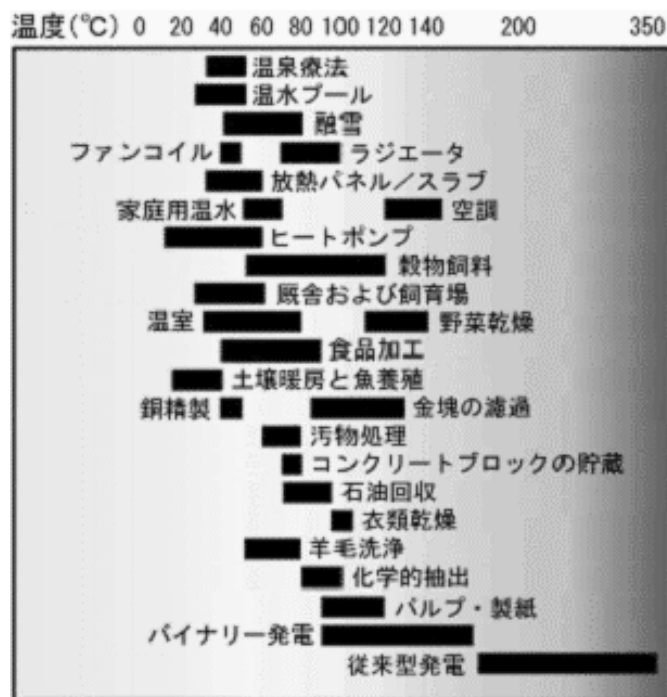 温度(℃) 0 20 40 60 80 100 120 140 200 350
温泉療法
温水プール
融雪
ファンコイル ラジエータ
放熱パネル／スラブ
家庭用温水 空調
ヒートポンプ
穀物飼料
厩舎および飼育場
温室 野菜乾燥
食品加工
土壌暖房と魚養殖
銅精製 金塊の濾過
汚物処理
コンクリートブロックの貯蔵
石油回収
衣類乾燥
羊毛洗浄
化学的抽出
パルプ・製紙
バイナリー発電
従来型発電